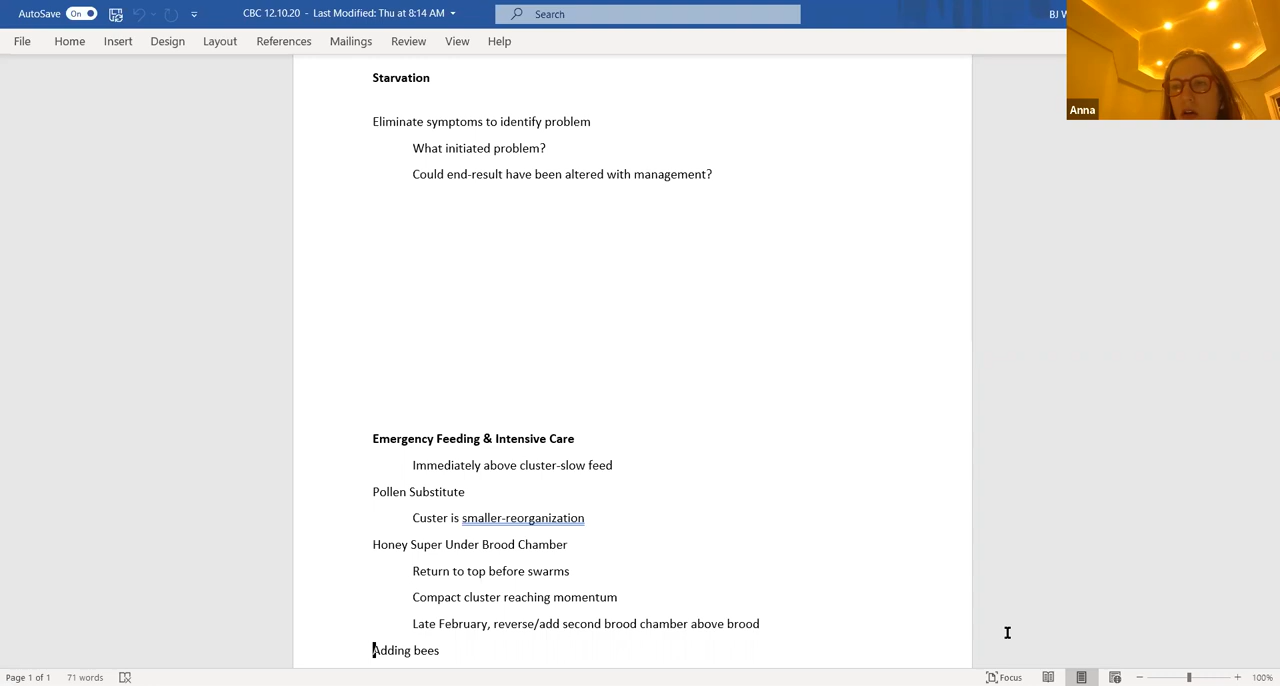 AutoSave On CBC 12.10.20 - Last Modified: Thu at 8:14 AM Search BJ W
File Home Insert Design Layout References Mailings Review View Help
Anna
Starvation
Eliminate symptoms to identify problem
What initiated problem?
Could end-result have been altered with management?
Emergency Feeding & Intensive Care
Immediately above cluster-slow feed
Pollen Substitute
Custer is smaller-reorganization
Honey Super Under Brood Chamber
Return to top before swarms
Compact cluster reaching momentum
Late February, reverse/add second brood chamber above brood
Adding bees
Page 1 of 1 71 words Focus 100%